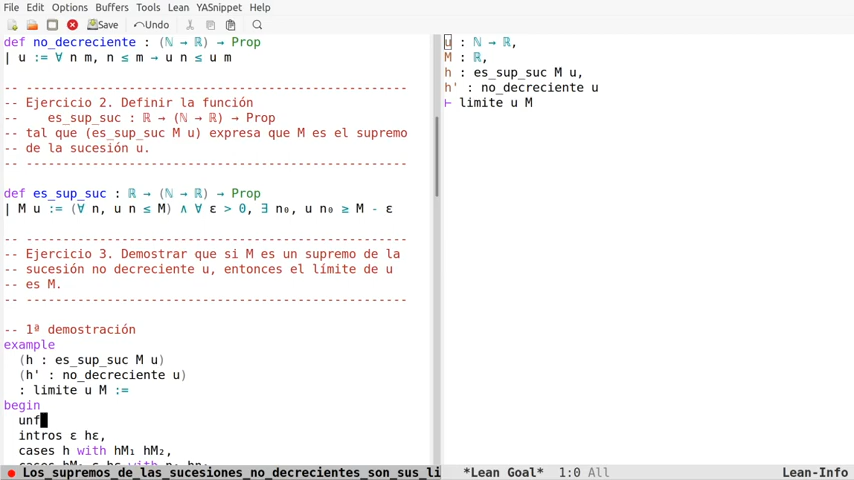 File Edit Options Buffers Tools Lean YASnippet Help
Save Undo
def no_decreciente : (ℕ → ℝ) → Prop
| u := ∀ n m, n ≤ m → u n ≤ u m
-- ----------------------------------------------------
-- Ejercicio 2. Definir la función
--    es_sup_suc : ℝ → (ℕ → ℝ) → Prop
-- tal que (es_sup_suc M u) expresa que M es el supremo
-- de la sucesión u.
-- ----------------------------------------------------
def es_sup_suc : ℝ → (ℕ → ℝ) → Prop
| M u := (∀ n, u n ≤ M) ∧ ∀ ε > 0, ∃ n₀, u n₀ ≥ M - ε
-- ----------------------------------------------------
-- Ejercicio 3. Demostrar que si M es un supremo de la
-- sucesión no decreciente u, entonces el límite de u
-- es M.
-- ----------------------------------------------------
-- 1ª demostración
example
  (h : es_sup_suc M u)
  (h' : no_decreciente u)
  : limite u M :=
begin
  unf
  intros ε hε,
  cases h with hM₁ hM₂,
Los_supremos_de_las_sucesiones_no_decrecientes_son_sus_li
u : ℕ → ℝ,
M : ℝ,
h : es_sup_suc M u,
h' : no_decreciente u
⊢ limite u M
*Lean Goal* 1:0 All Lean-Info